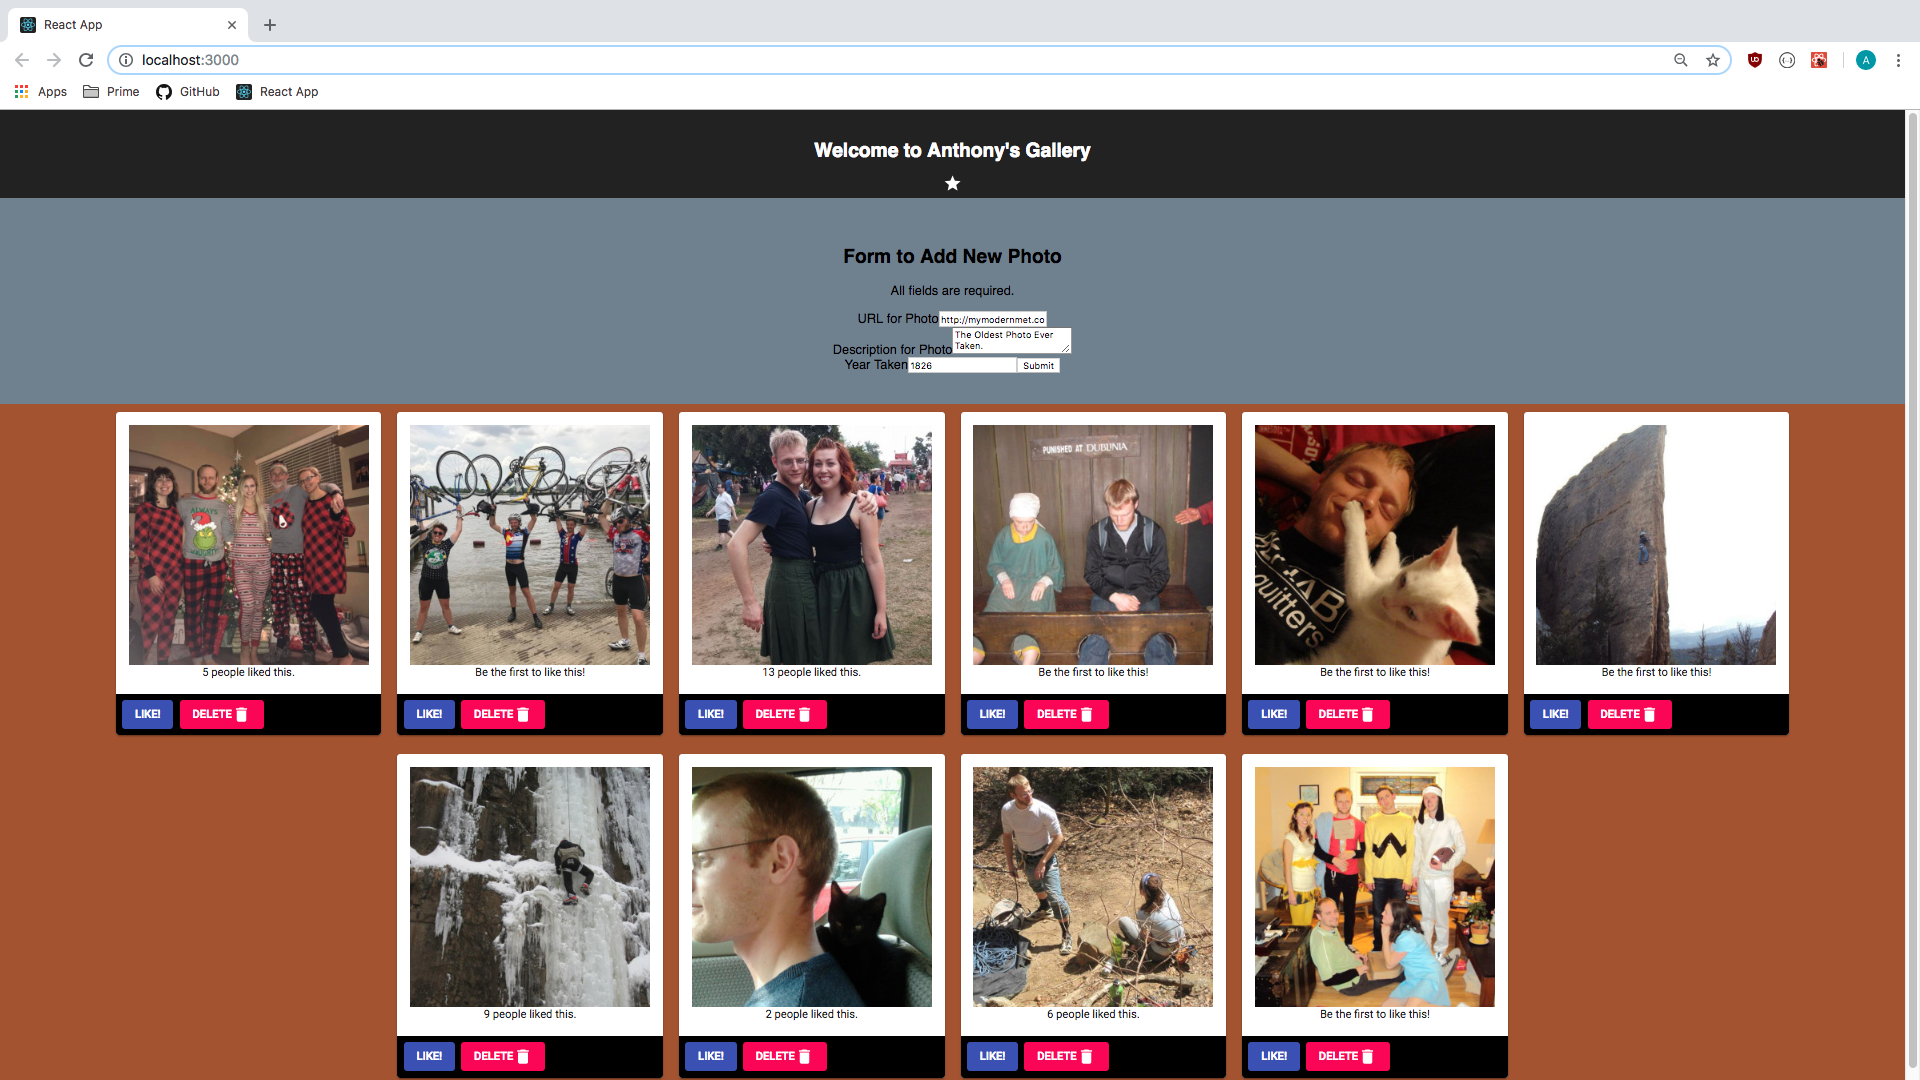 React App
localhost:3000
A
Apps
Prime
GitHub
React App
Welcome to Anthony's Gallery
Form to Add New Photo
All fields are required.
URL for Photo http://mymodernmet.co
The Oldest Photo Ever
Taken.
Description for Photo
Year Taken 1826 Submit
PUNISHED AT DUBUNIA
ALWAYS
quitters
5 people liked this.
Be the first to like this!
13 people liked this.
Be the first to like this!
Be the first to like this!
Be the first to like this!
LIKE! DELETE
LIKE! DELETE
LIKE! DELETE
LIKE! DELETE
LIKE! DELETE
LIKE! DELETE
9 people liked this.
2 people liked this.
6 people liked this.
Be the first to like this!
LIKE! DELETE
LIKE! DELETE
LIKE! DELETE
LIKE! DELETE